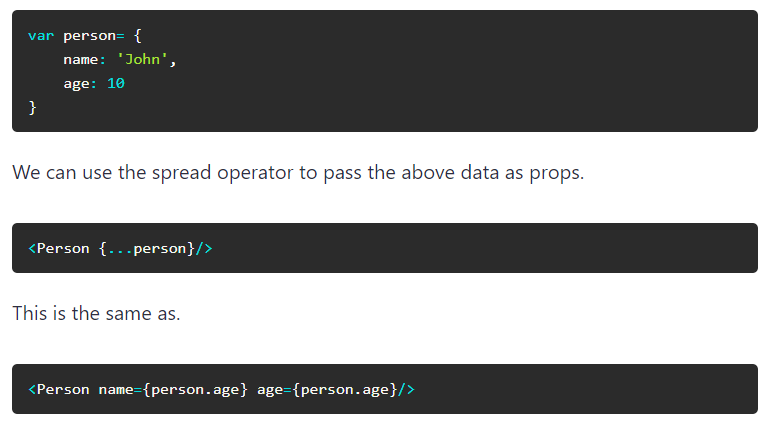 var person= {
    name: 'John',
    age: 10
}
We can use the spread operator to pass the above data as props.
<Person {...person}/>
This is the same as.
<Person name={person.age} age={person.age}/>